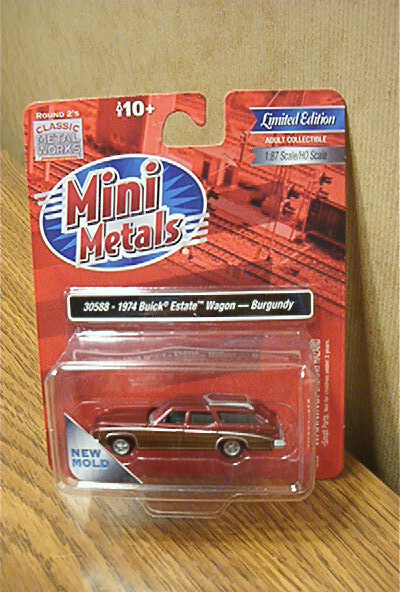 ROUND 2's
CLASSIC
METAL
WORKS
10+
Limited Edition
ADULT COLLECTIBLE
1:87 Scale/HO Scale
Mini
Metals
30588 - 1974 Buick® Estate™ Wagon — Burgundy
NEW
MOLD